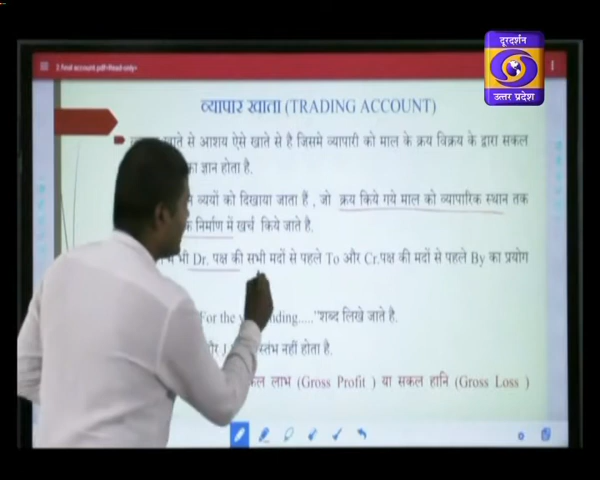 दूरदर्शन
उत्तर प्रदेश
2 final account.pdf•Read-only•
व्यापार खाता (TRADING ACCOUNT)
खाते से आशय ऐसे खाते से है जिसमे व्यापारी को माल के क्रय विक्रय के द्वारा सकल
का ज्ञान होता है.
व्ययों को दिखाया जाता हैं , जो क्रय किये गये माल को व्यापारिक स्थान तक
निर्माण में खर्च किये जाते है.
भी Dr. पक्ष की सभी मदों से पहले To और Cr.पक्ष की मदों से पहले By का प्रयोग
For the
nding....."शब्द लिखे जाते है.
स्तंभ नहीं होता है.
लाभ (Gross Profit ) या सकल हानि (Gross Loss )